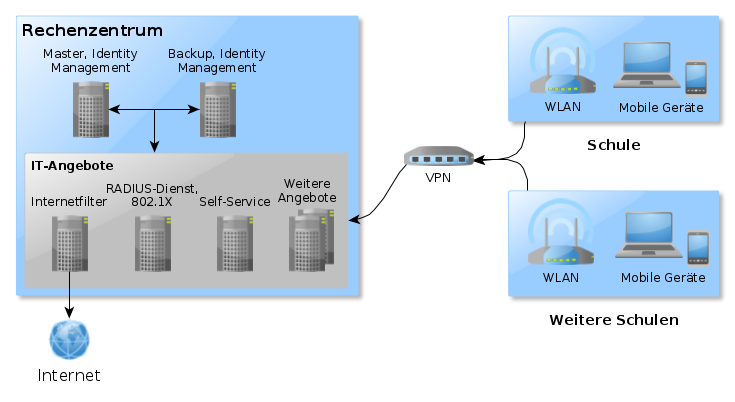 Rechenzentrum
Master, Identity
Management
Backup, Identity
Management
IT-Angebote
Internetfilter
RADIUS-Dienst,
802.1X
Self-Service
Weitere
Angebote
Internet
VPN
WLAN
Mobile Geräte
Schule
WLAN
Mobile Geräte
Weitere Schulen